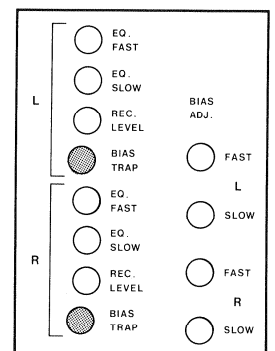 EQ.
FAST
EQ.
SLOW
L
REC.
LEVEL
BIAS
TRAP
EQ.
FAST
EQ.
SLOW
R
REC.
LEVEL
BIAS
TRAP
BIAS
ADJ.
FAST
L
SLOW
FAST
R
SLOW